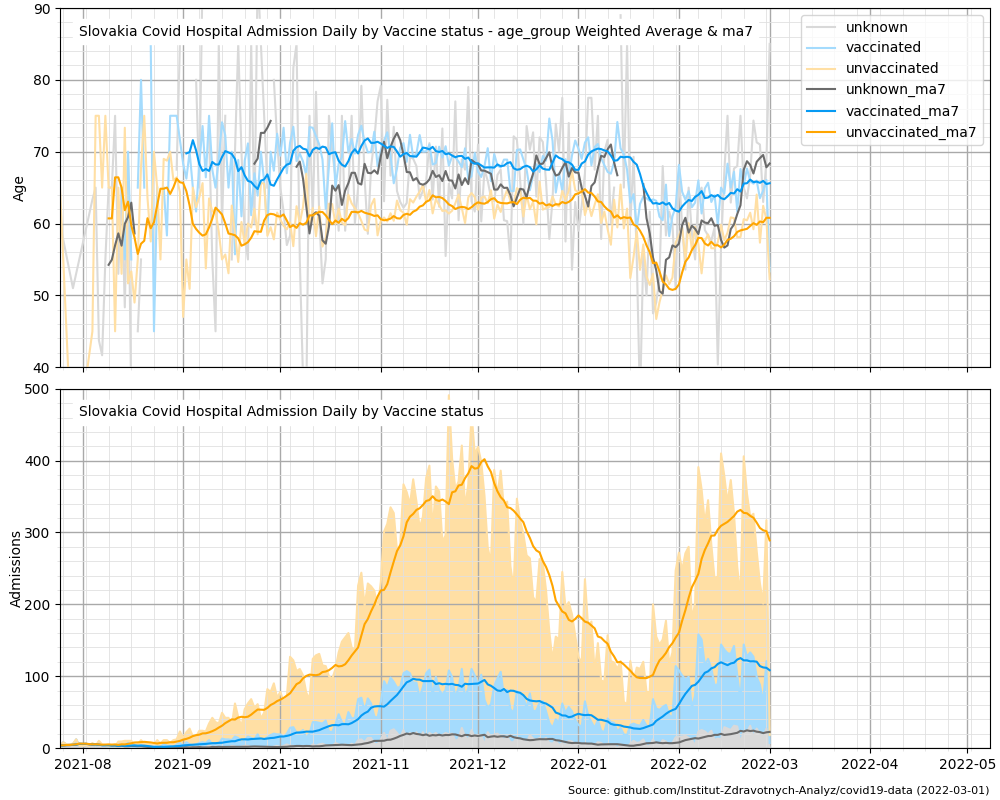 Slovakia Covid Hospital Admission Daily by Vaccine status - age_group Weighted Average & ma7
unknown
vaccinated
unvaccinated
unknown_ma7
vaccinated_ma7
unvaccinated_ma7
Age
90
80
70
60
50
40
Slovakia Covid Hospital Admission Daily by Vaccine status
Admissions
500
400
300
200
100
0
2021-08 2021-09 2021-10 2021-11 2021-12 2022-01 2022-02 2022-03 2022-04 2022-05
Source: github.com/Institut-Zdravotnych-Analyz/covid19-data (2022-03-01)